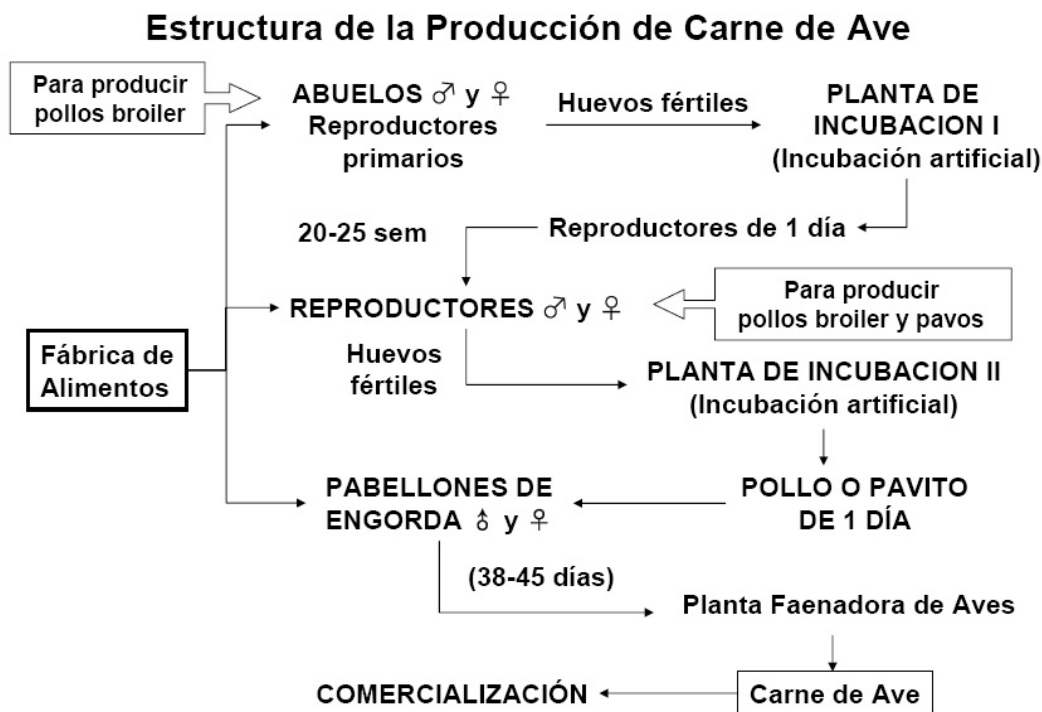 Estructura de la Producción de Carne de Ave
Para producir
pollos broiler
ABUELOS ♂ y ♀
Reproductores
primarios
Huevos fértiles
PLANTA DE
INCUBACION I
(Incubación artificial)
20-25 sem
Reproductores de 1 día
REPRODUCTORES ♂ y ♀
Para producir
pollos broiler y pavos
Fábrica de
Alimentos
Huevos
fértiles
PLANTA DE INCUBACION II
(Incubación artificial)
PABELLONES DE
ENGORDA ♂ y ♀
POLLO O PAVITO
DE 1 DÍA
(38-45 días)
Planta Faenadora de Aves
COMERCIALIZACIÓN
Carne de Ave